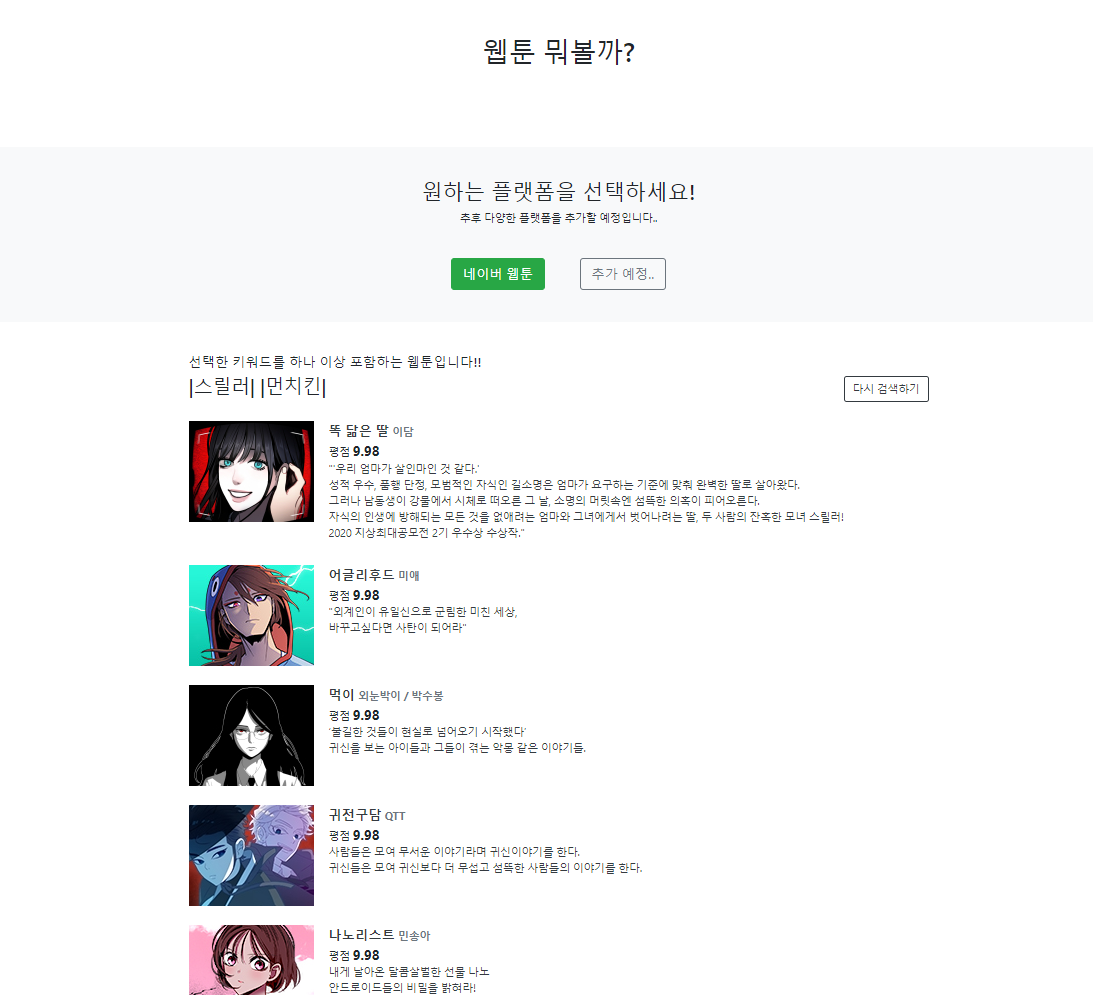 웹툰 뭐볼까?
원하는 플랫폼을 선택하세요!
추후 다양한 플랫폼을 추가할 예정입니다..
네이버 웹툰
추가 예정..
선택한 키워드를 하나 이상 포함하는 웹툰입니다!!
|스릴러| |먼치킨|
다시 검색하기
똑 닮은 딸 이담
평점 9.98
"'우리 엄마가 살인마인 것 같다.'
성적 우수, 품행 단정, 모범적인 자식인 길소명은 엄마가 요구하는 기준에 맞춰 완벽한 딸로 살아왔다.
그러나 남동생이 강물에서 시체로 떠오른 그 날, 소명의 머릿속엔 섬뜩한 의혹이 피어오른다.
자식의 인생에 방해되는 모든 것을 없애려는 엄마와 그녀에게서 벗어나려는 딸, 두 사람의 잔혹한 모녀 스릴러!
2020 지상최대공모전 2기 우수상 수상작."
어글리후드 미애
평점 9.98
"외계인이 유일신으로 군림한 미친 세상,
바꾸고싶다면 사탄이 되어라"
먹이 외눈박이 / 박수봉
평점 9.98
'불길한 것들이 현실로 넘어오기 시작했다'
귀신을 보는 아이들과 그들이 겪는 악몽 같은 이야기들.
귀전구담 QTT
평점 9.98
사람들은 모여 무서운 이야기라며 귀신이야기를 한다.
귀신들은 모여 귀신보다 더 무섭고 섬뜩한 사람들의 이야기를 한다.
나노리스트 민송아
평점 9.98
내게 날아온 달콤살벌한 선물 나노
안드로이드들의 비밀을 밝혀라!